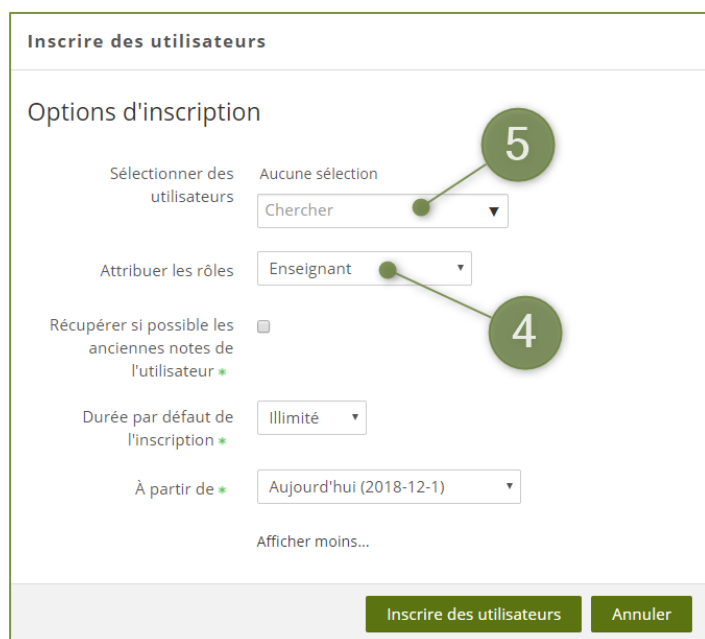 Inscrire des utilisateurs
Options d'inscription
5
Sélectionner des
utilisateurs
Aucune sélection
Chercher
Attribuer les rôles
Enseignant
4
Récupérer si possible les
anciennes notes de
l'utilisateur *
Durée par défaut de
l'inscription *
Illimité
À partir de *
Aujourd'hui (2018-12-1)
Afficher moins...
Inscrire des utilisateurs
Annuler